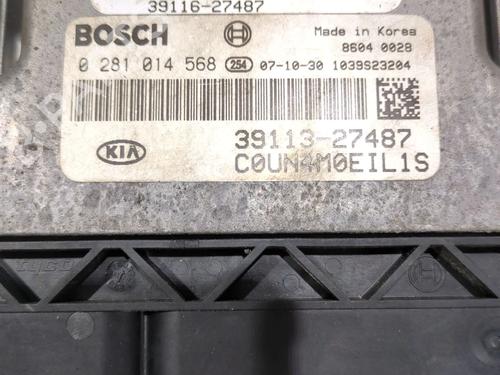 39116-27487
BOSCH
Made in Korea
8604 0028
0 281 014 568 254 07-10-30 1039S23204
KIA
39113-27487
C0UN4M0EIL1S